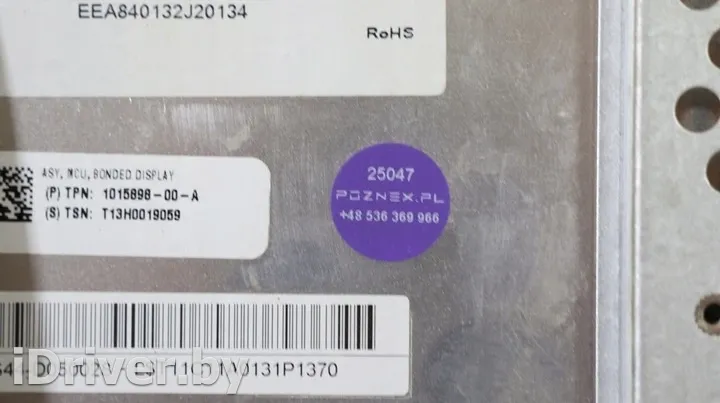 EEA840132J20134
RoHS
ASY, MCU, BONDED DISPLAY
(P) TPN: 1015898-00-A
(S) TSN: T13H0019059
25047
POZNEX.PL
+48 536 369 966
iDriver.by